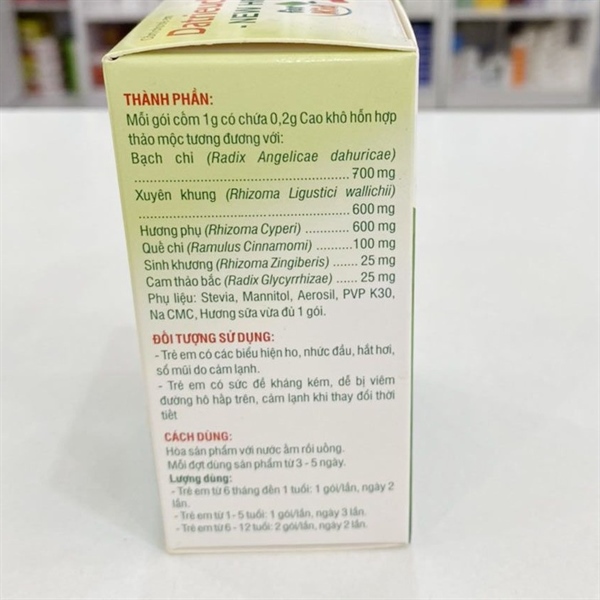 - NEW H
THÀNH PHẦN:
Mỗi gói cốm 1g có chứa 0,2g Cao khô hỗn hợp
thảo mộc tương đương với:
Bạch chỉ (Radix Angelicae dahuricae)
.................................................. 700 mg
Xuyên khung (Rhizoma Ligustici wallichii)
.................................................. 600 mg
Hương phụ (Rhizoma Cyperi) ........... 600 mg
Quế chi (Ramulus Cinnamomi) ..........100 mg
Sinh khương (Rhizoma Zingiberis) ...... 25 mg
Cam thảo bắc (Radix Glycyrrhizae) ...... 25 mg
Phụ liệu: Stevia, Mannitol, Aerosil, PVP K30,
Na CMC, Hương sữa vừa đủ 1 gói.
ĐỐI TƯỢNG SỬ DỤNG:
- Trẻ em có các biểu hiện ho, nhức đầu, hắt hơi,
sổ mũi do cảm lạnh.
- Trẻ em có sức đề kháng kém, dễ bị viêm
đường hô hấp trên, cảm lạnh khi thay đổi thời
tiết
CÁCH DÙNG:
Hòa sản phẩm với nước ấm rồi uống.
Mỗi đợt dùng sản phẩm từ 3 - 5 ngày.
Lượng dùng:
- Trẻ em từ 6 tháng đến 1 tuổi: 1 gói/lần, ngày 2
lần.
- Trẻ em từ 1 - 5 tuổi: 1 gói/lần, ngày 3 lần.
- Trẻ em từ 6 - 12 tuổi: 2 gói/lần, ngày 2 lần.